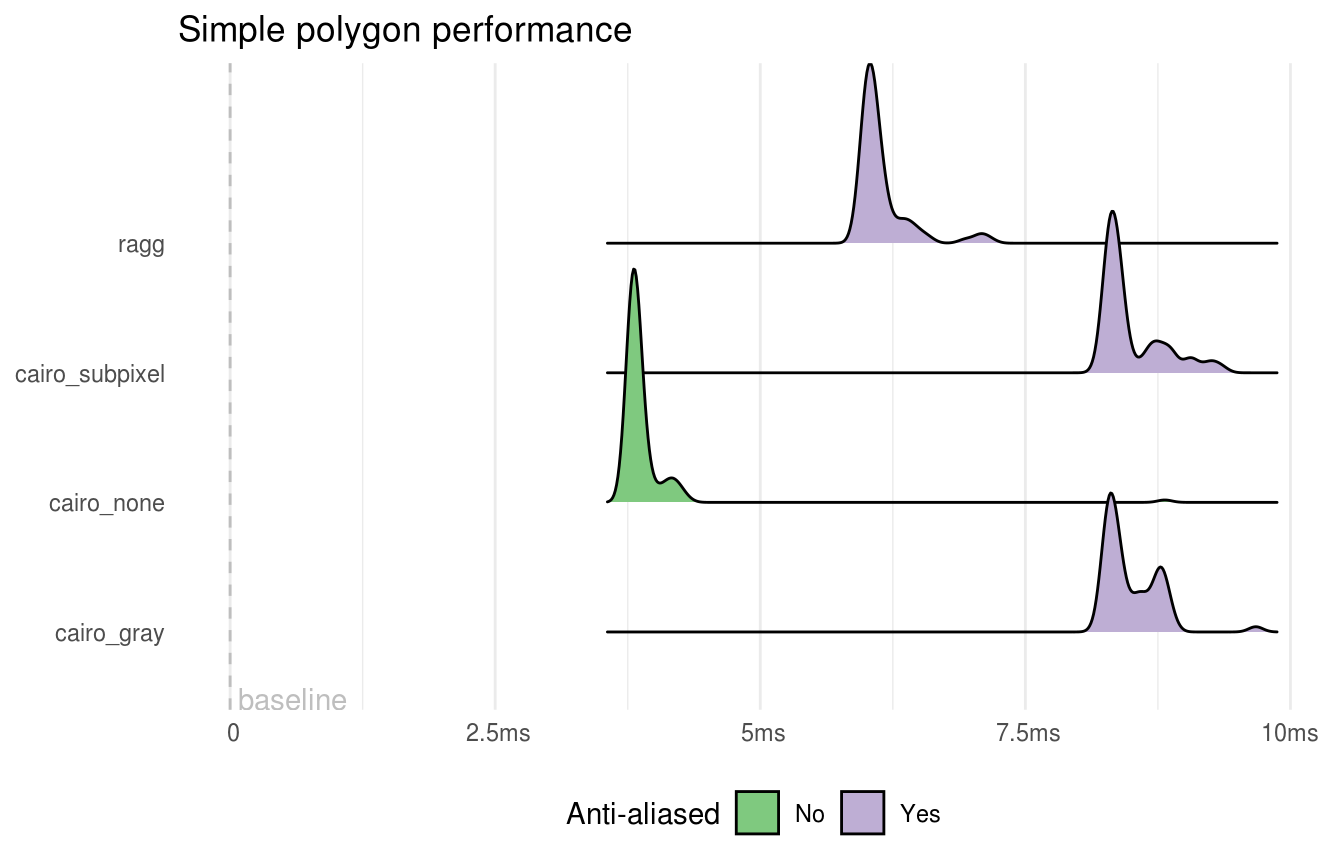 Simple polygon performance
ragg
cairo_subpixel
cairo_none
cairo_gray
baseline
0 2.5ms 5ms 7.5ms 10ms
Anti-aliased No Yes